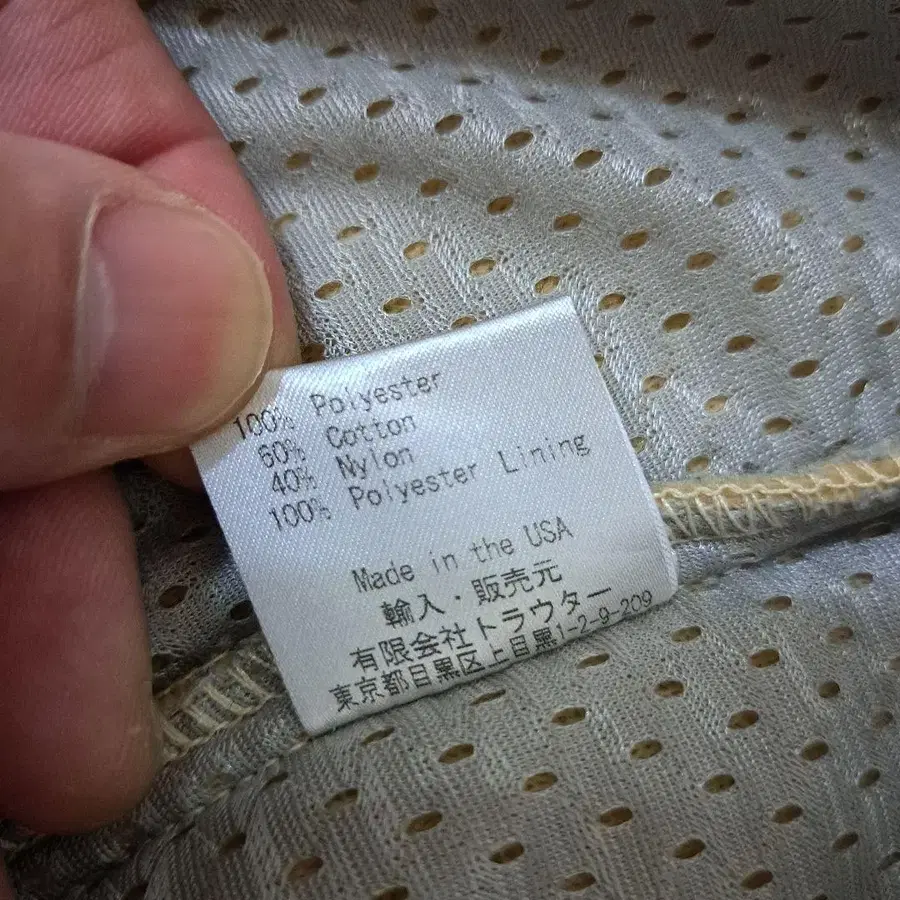 100% Polyester
60% Cotton
40% Nylon
100% Polyester Lining
Made in the USA
輸入・販売元
有限会社トラウター
東京都目黒区上目黒1-2-9-209